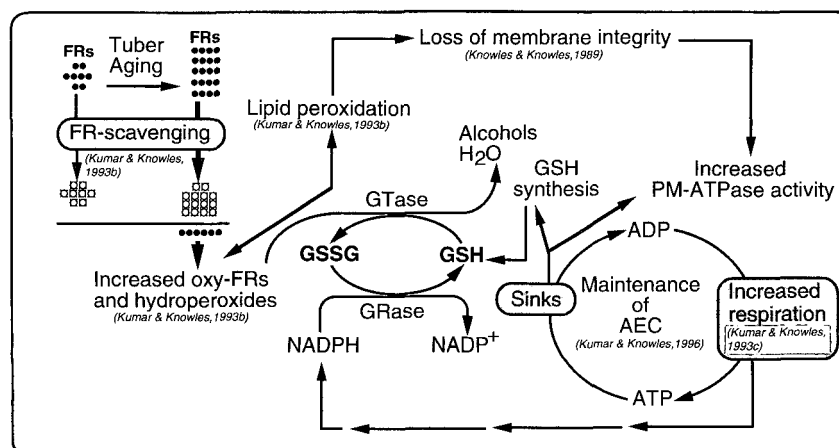 FRs
Tuber
Aging
FRs
FR-scavenging
(Kumar & Knowles,
1993b)
Increased oxy-FRs
and hydroperoxides
(Kumar & Knowles, 1993b)
Lipid peroxidation
(Kumar & Knowles, 1993b)
Loss of membrane integrity
(Knowles & Knowles, 1989)
Alcohols
H2O
GTase
GSSG
GSH
GRase
NADPH
NADP+
GSH
synthesis
Increased
PM-ATPase activity
ADP
Sinks
Maintenance
of
AEC
(Kumar & Knowles, 1996)
Increased
respiration
(Kumar & Knowles,
1993c)
ATP